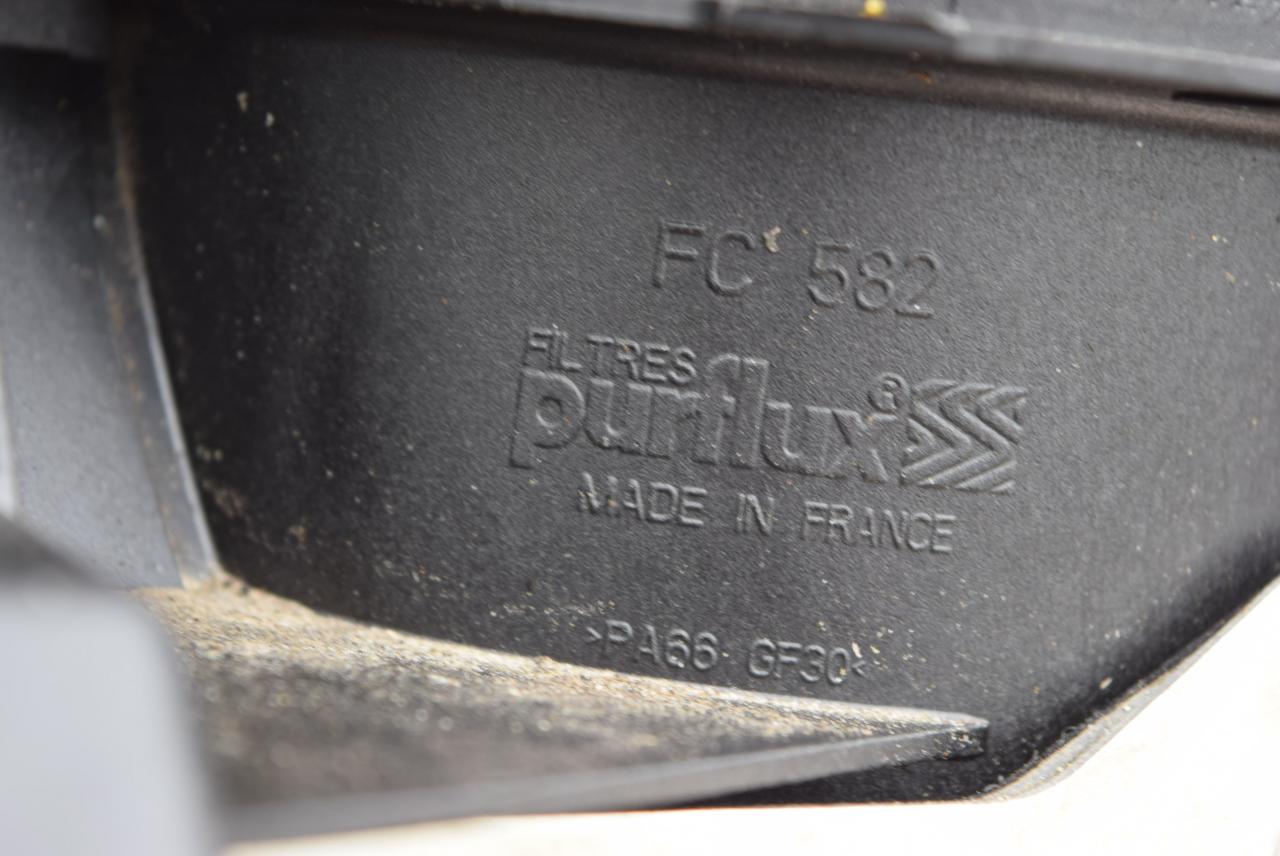 FC 582
FILTRES
purflux®
MADE IN FRANCE
>PA66 GF30<